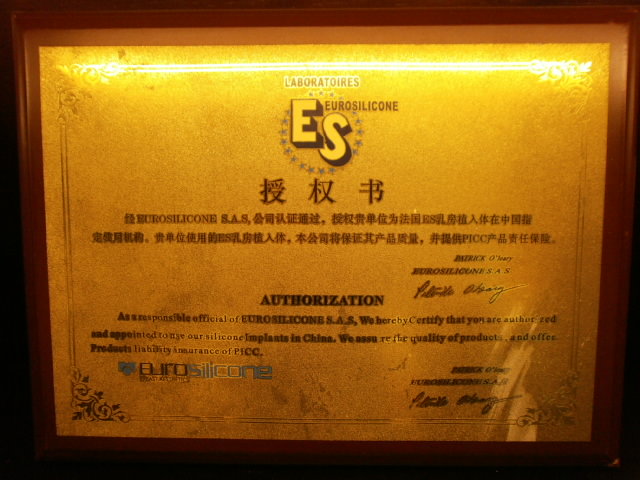 LABORATOIRES
EUROSILICONE
ES
授权书
经EUROSILICONE S.A.S.公司认证通过，授权贵单位为法国ES乳房植入体在中国指
定使用机构。贵单位使用的ES乳房植入体，本公司将保证其产品质量，并提供PICC产品责任保险。
PATRICK O'leary
EUROSILICONE S.A.S
AUTHORIZATION
As a responsible official of EUROSILICONE S.A.S, We hereby Certify that you are authorized
and appointed to use our silicone Implants in China. We assure the quality of products, and offee
Products liability insurance of PICC.
eurosilicone
PATRICK O'leary
EUROSILICONE S.A.S